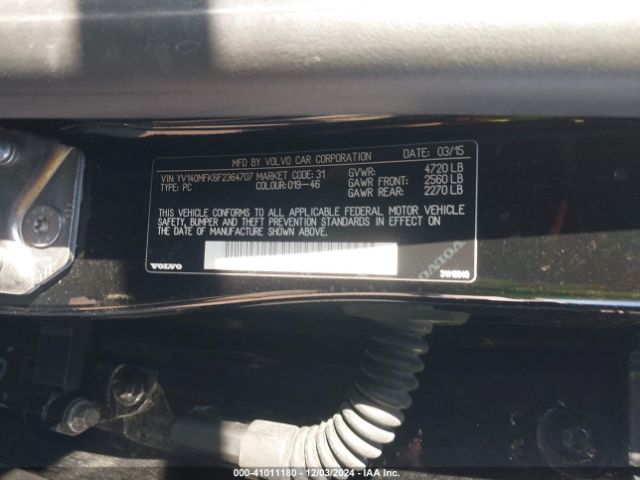 MFD BY VOLVO CAR CORPORATION DATE: 03/15
VIN: YV140MFK6F2364707 MARKET CODE: 31 GVWR: 4720 LB
TYPE: PC COLOUR: 019-46 GAWR FRONT: 2560 LB
GAWR REAR: 2270 LB
THIS VEHICLE CONFORMS TO ALL APPLICABLE FEDERAL MOTOR VEHICLE
SAFETY, BUMPER AND THEFT PREVENTION STANDARDS IN EFFECT ON
THE DATE OF MANUFACTURE SHOWN ABOVE.
VOLVO
000-41011180 - 12/03/2024 - IAA Inc.